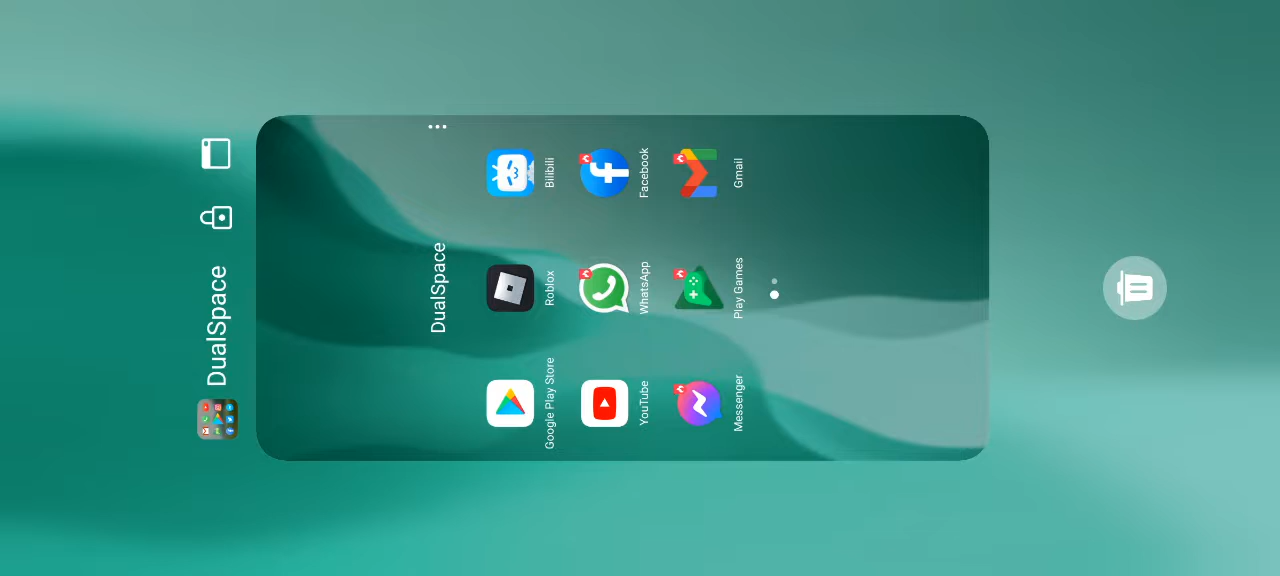 DualSpace
DualSpace
Google Play Store
Roblox
Bilibili
YouTube
WhatsApp
Facebook
Messenger
Play Games
Gmail